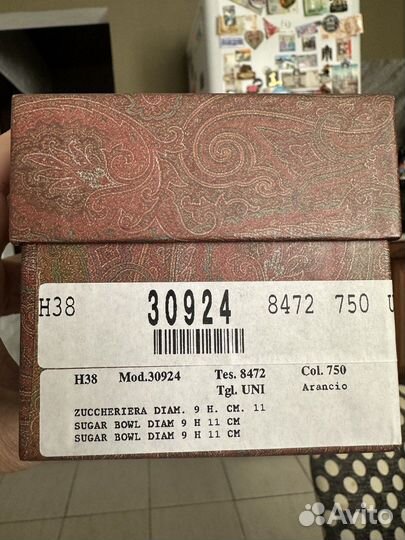 H38 30924 8472 750 U
H38 Mod.30924 Tes. 8472 Col. 750
Tgl. UNI Arancio
ZUCCHERIERA DIAM. 9 H. CM. 11
SUGAR BOWL DIAM 9 H 11 CM
SUGAR BOWL DIAM 9 H 11 CM
Avito